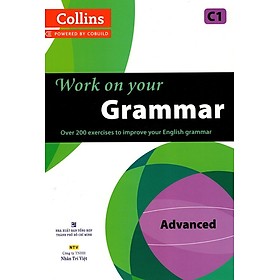 Collins
POWERED BY COBUILD
C1
Work on your
Grammar
Over 200 exercises to improve your English grammar
Advanced
NHÀ XUẤT BẢN TỔNG HỢP
THÀNH PHỐ HỒ CHÍ MINH
NTV
Công ty TNHH
Nhân Trí Việt